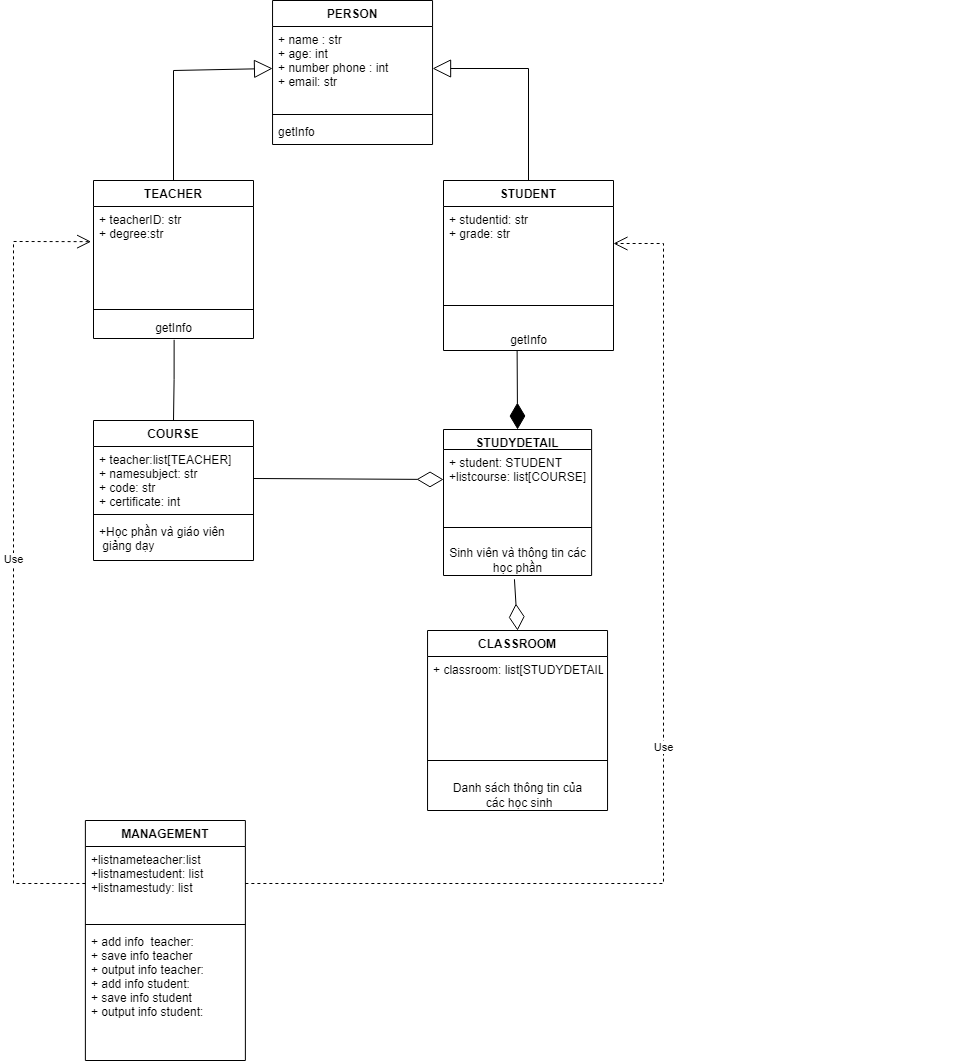 PERSON
+ name : str
+ age: int
+ number phone : int
+ email: str
getInfo
TEACHER
+ teacherID: str
+ degree:str
getInfo
STUDENT
+ studentid: str
+ grade: str
getInfo
COURSE
+ teacher:list[TEACHER]
+ namesubject: str
+ code: str
+ certificate: int
+Học phần và giáo viên
giảng dạy
STUDYDETAIL
+ student: STUDENT
+listcourse: list[COURSE]
Sinh viên và thông tin các
học phần
Use
CLASSROOM
+ classroom: list[STUDYDETAIL
Danh sách thông tin của
các học sinh
Use
MANAGEMENT
+listnameteacher:list
+listnamestudent: list
+listnamestudy: list
+ add info teacher:
+ save info teacher
+ output info teacher:
+ add info student:
+ save info student
+ output info student: